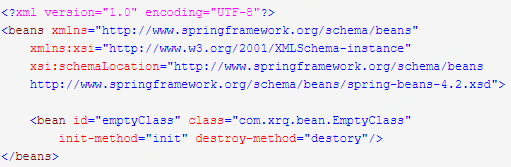 <?xml version="1.0" encoding="UTF-8"?>
<beans xmlns="http://www.springframework.org/schema/beans"
xmlns:xsi="http://www.w3.org/2001/XMLSchema-instance"
xsi:schemaLocation="http://www.springframework.org/schema/beans
http://www.springframework.org/schema/beans/spring-beans-4.2.xsd">
<bean id="emptyClass" class="com.xrq.bean.EmptyClass"
init-method="init" destroy-method="destory"/>
</beans>